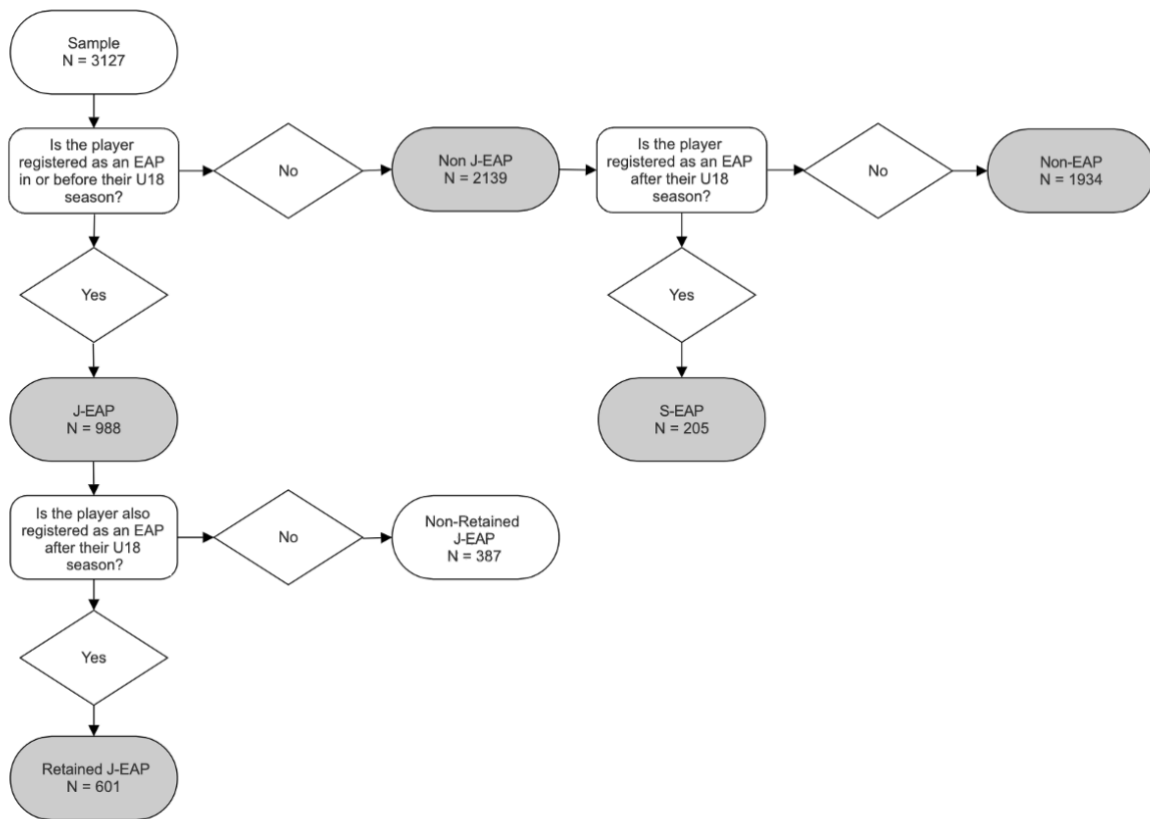 Sample
N = 3127
Is the player
registered as an EAP
in or before their U18
season?
No
Non J-EAP
N = 2139
Is the player
registered as an EAP
after their U18
season?
No
Non-EAP
N = 1934
Yes
Yes
J-EAP
N = 988
S-EAP
N = 205
Is the player also
registered as an EAP
after their U18
season?
No
Non-Retained
J-EAP
N = 387
Yes
Retained J-EAP
N = 601